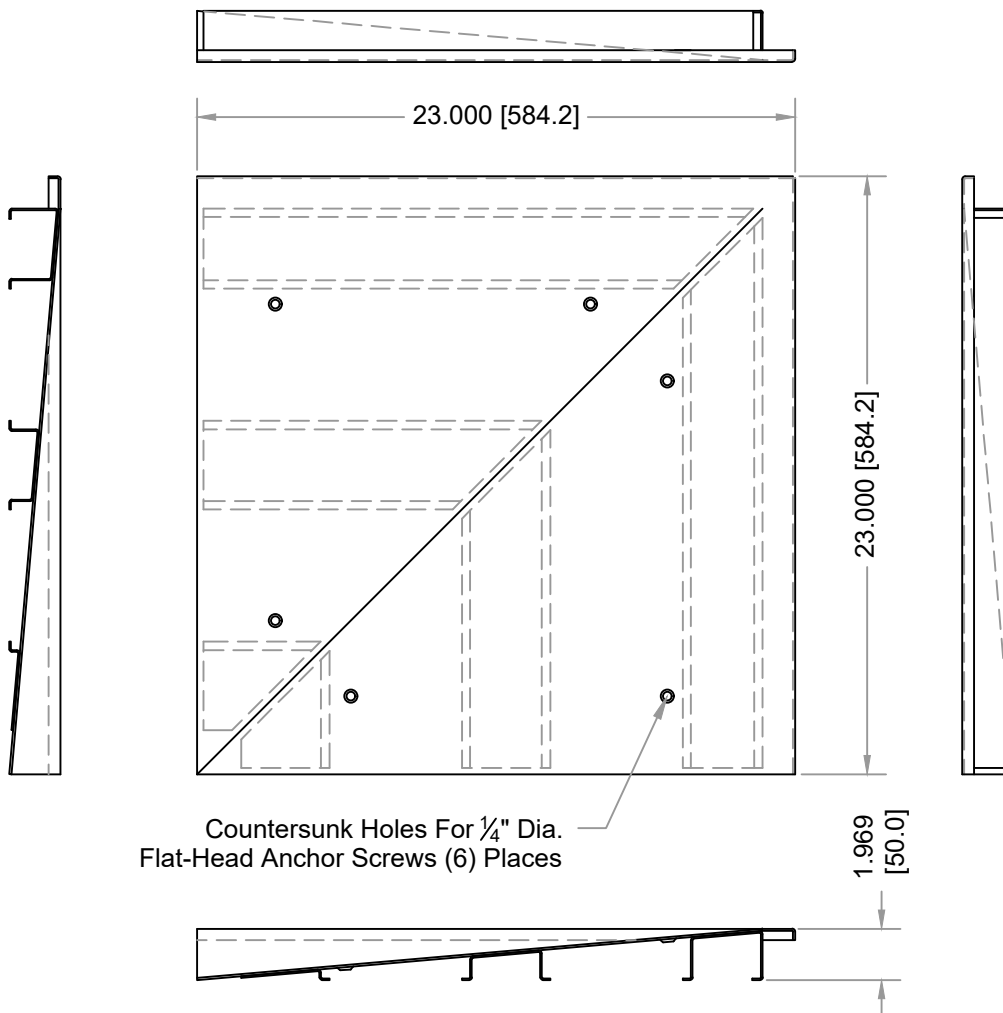 23.000 [584.2]
23.000 [584.2]
Countersunk Holes For ¼" Dia.
Flat-Head Anchor Screws (6) Places
1.969
[50.0]